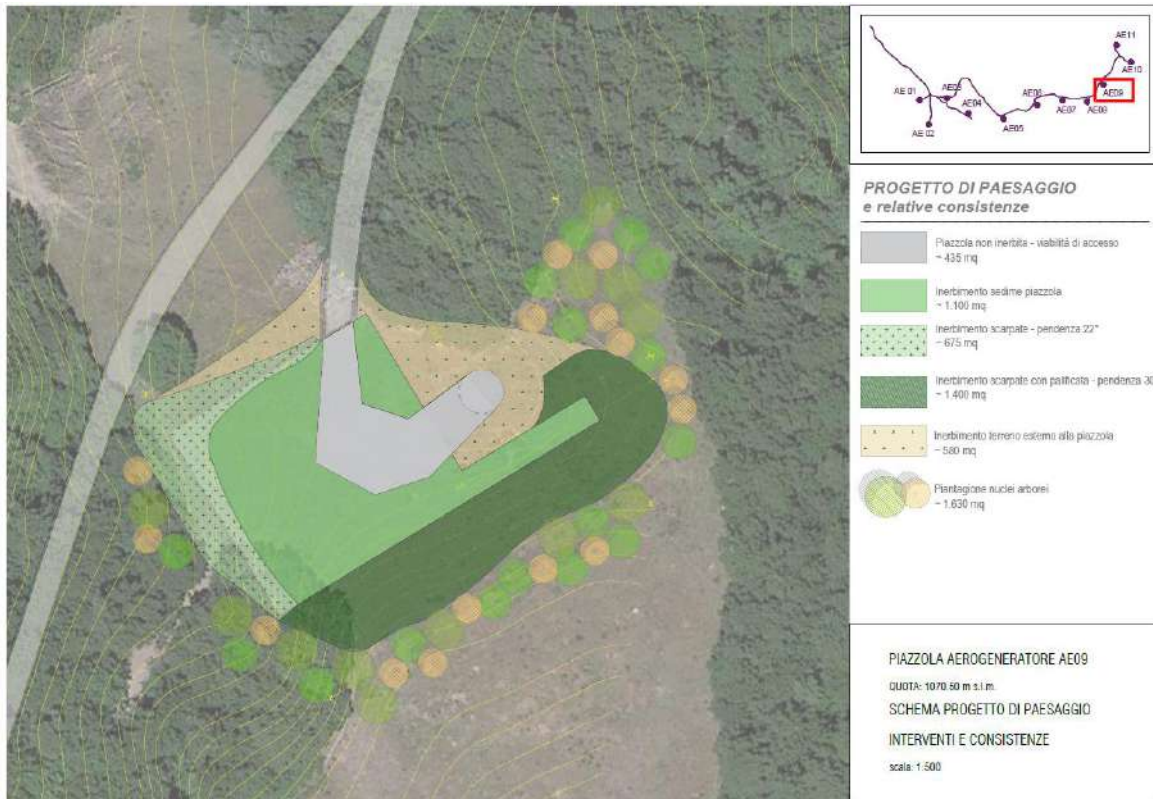 AE11
AE10
AE09
AE 01
AE03
AE04
AE 02
AE05
AE06
AE07
AE08
PROGETTO DI PAESAGGIO
e relative consistenze
Piazzola non inerbita - viabilità di accesso
~ 435 mq
Inerbimento sedime piazzola
~ 1.100 mq
Inerbimento scarpate - pendenza 22°
~ 675 mq
Inerbimento scarpate con palificata - pendenza 30
~ 1.400 mq
Inerbimento terreno esterno alla piazzola
~ 580 mq
Piantagione nuclei arborei
~ 1.630 mq
PIAZZOLA AEROGENERATORE AE09
QUOTA: 1070.50 m s.l.m.
SCHEMA PROGETTO DI PAESAGGIO
INTERVENTI E CONSISTENZE
scala: 1:500